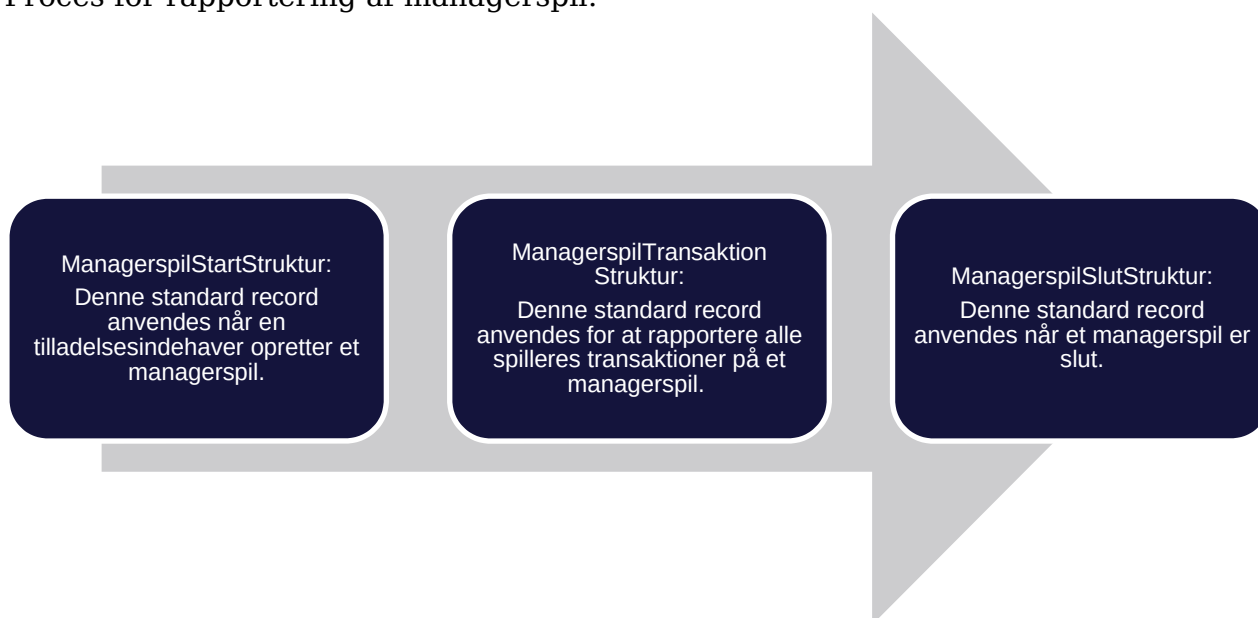 Proces for rapportering af managerspil:
ManagerspilStartStruktur:
Denne standard record
anvendes når en
tilladelsesindehaver opretter et
managerspil.
ManagerspilTransaktion
Struktur:
Denne standard record
anvendes for at rapportere alle
spilleres transaktioner på et
managerspil.
ManagerspilSlutStruktur:
Denne standard record
anvendes når et managerspil er
slut.